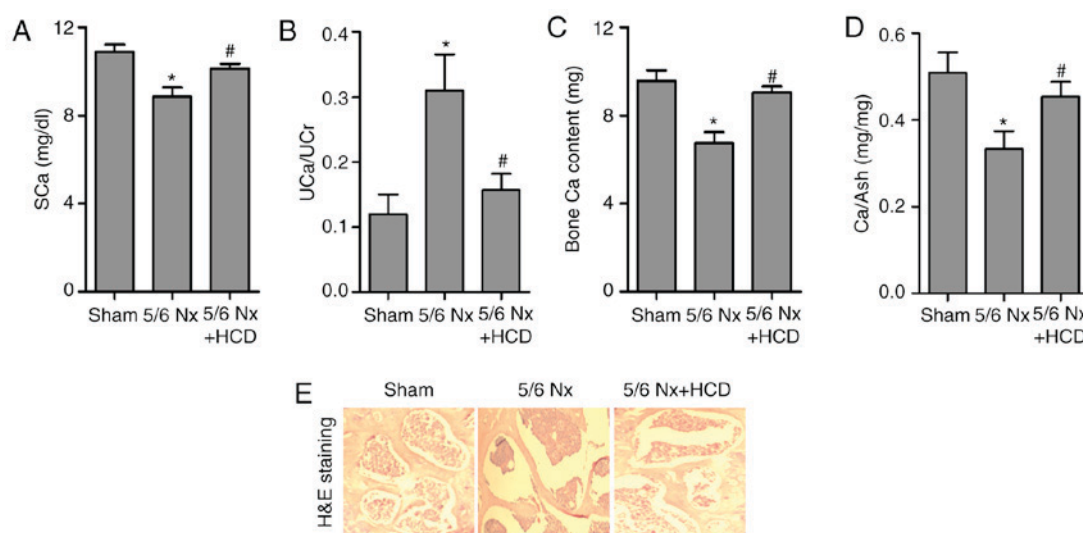 A
SCa (mg/dl)
12
8
4
0
*
#
Sham 5/6 Nx 5/6 Nx
+HCD
B
UCa/UCr
0.4
0.3
0.2
0.1
0.0
*
#
Sham 5/6 Nx 5/6 Nx
+HCD
C
Bone Ca content (mg)
12
8
4
0
*
#
Sham 5/6 Nx 5/6 Nx
+HCD
D
Ca/Ash (mg/mg)
0.6
0.4
0.2
0.0
*
#
Sham 5/6 Nx 5/6 Nx
+HCD
E
Sham 5/6 Nx 5/6 Nx+HCD
H&E staining